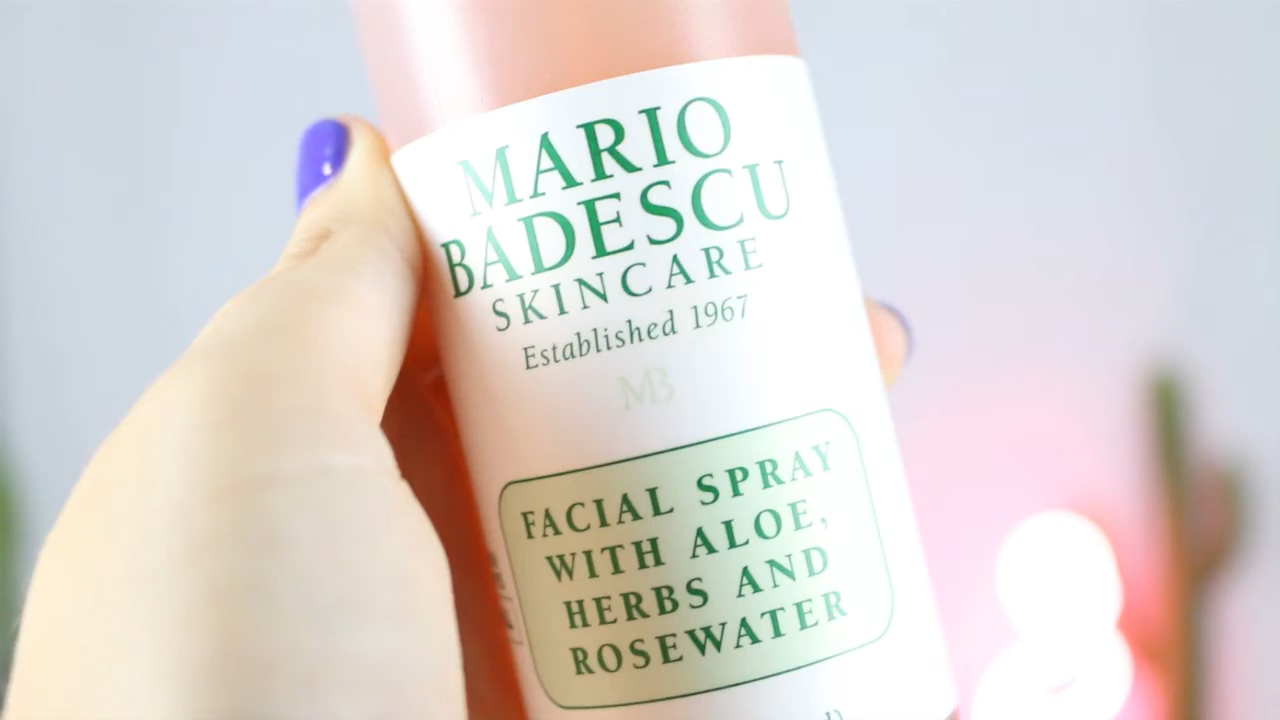 MARIO
BADESCU
SKINCARE
Established 1967
MB
FACIAL SPRAY
WITH ALOE,
HERBS AND
ROSEWATER